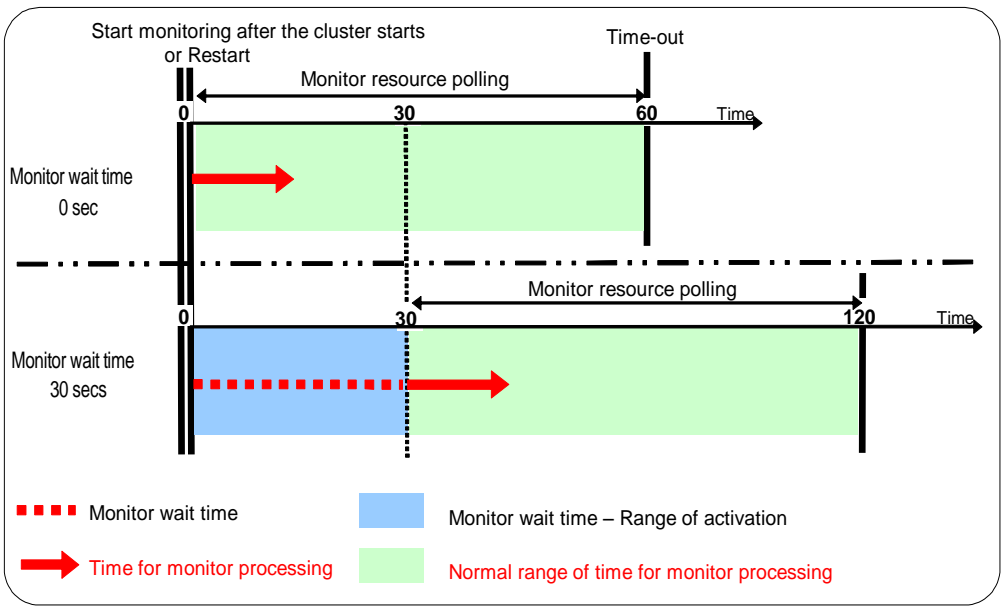 Start monitoring after the cluster starts
or Restart
Time-out
Monitor resource polling
0
30
60
Time
Monitor wait time
0 sec
Monitor resource polling
0
30
120
Time
Monitor wait time
30 secs
Monitor wait time
Monitor wait time – Range of activation
Time for monitor processing
Normal range of time for monitor processing